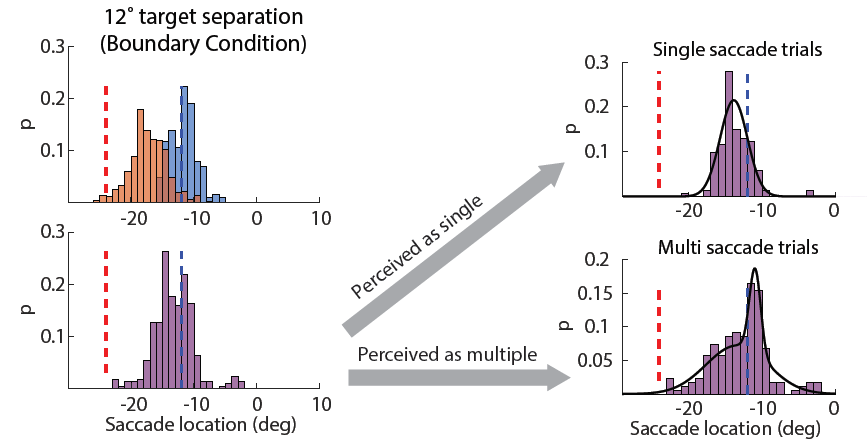 12° target separation
(Boundary Condition)
0.3
0.2
0.1
p
-20
-10
0
10
0.3
0.2
0.1
p
-20
-10
0
10
Saccade location (deg)
Perceived as single
Perceived as multiple
Single saccade trials
0.3
0.2
0.1
p
-20
-10
0
Multi saccade trials
0.2
0.15
0.1
0.05
p
-20
-10
0
Saccade location (deg)